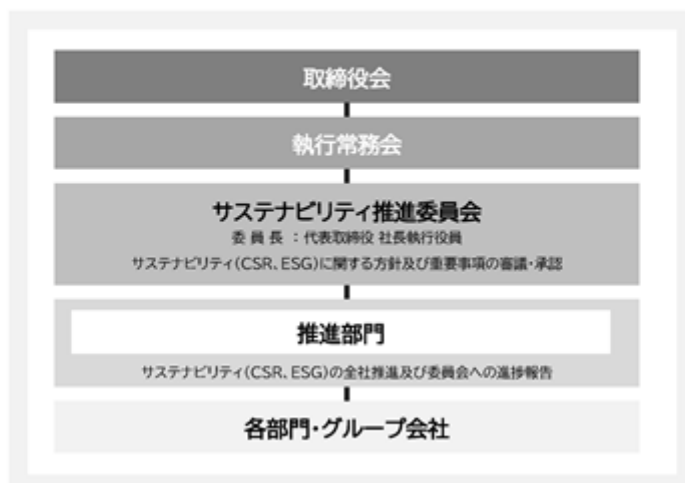 取締役会
執行常務会
サステナビリティ推進委員会
委 員 長 ：代表取締役 社長執行役員
サステナビリティ(CSR、ESG)に関する方針及び重要事項の審議・承認
推進部門
サステナビリティ(CSR、ESG)の全社推進及び委員会への進捗報告
各部門・グループ会社